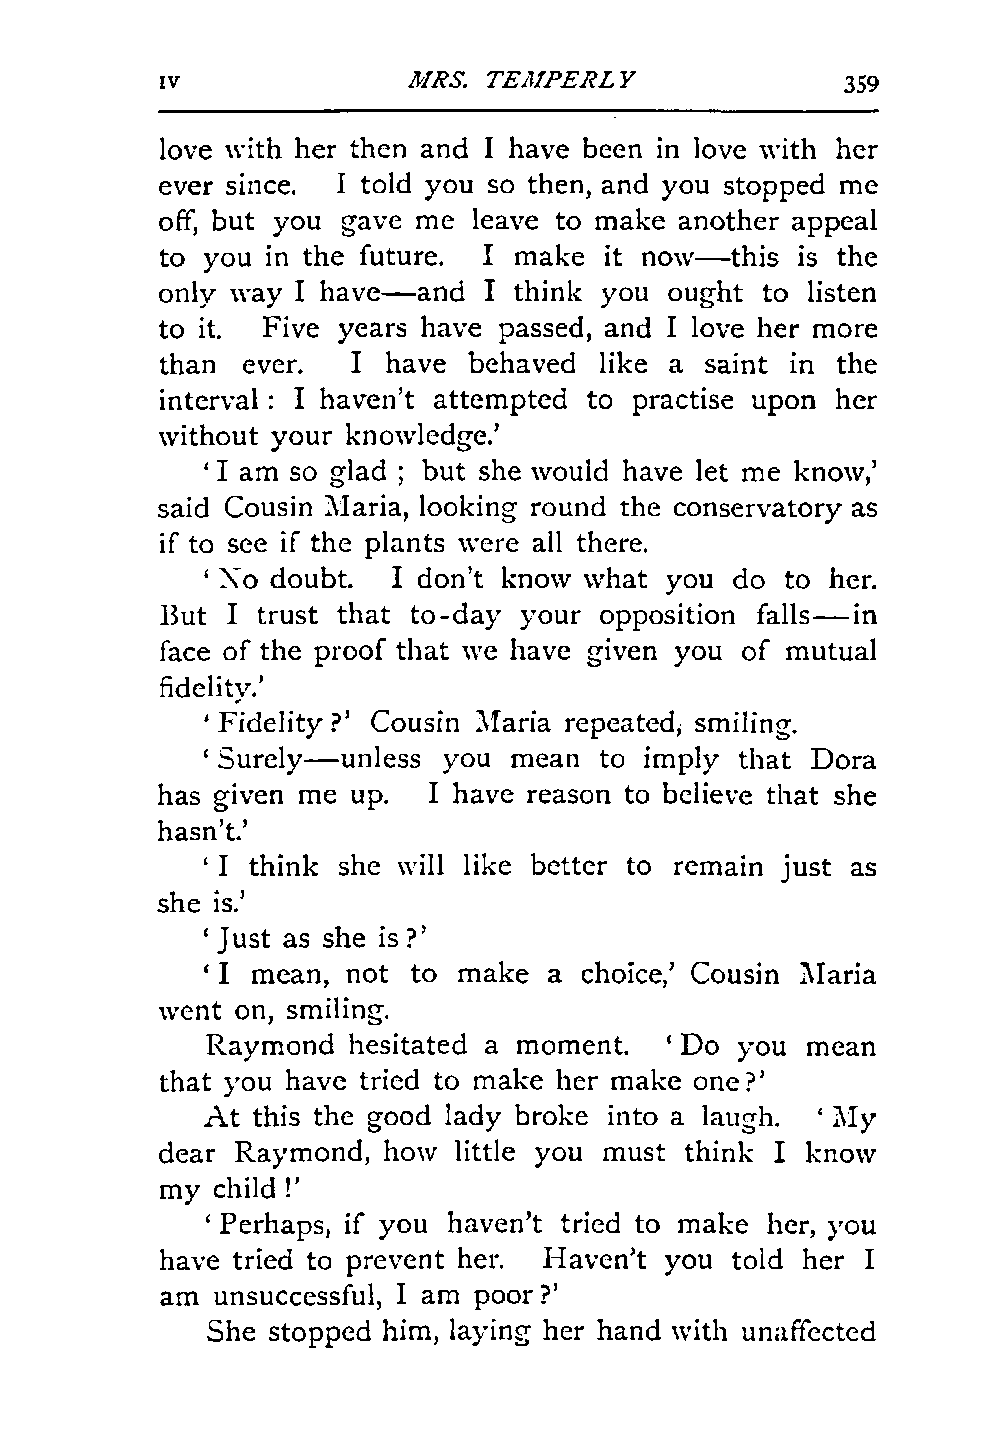 IV MRS. TEMPERLY 359
love with her then and I have been in love with her
ever since. I told you so then, and you stopped me
off, but you gave me leave to make another appeal
to you in the future. I make it now—this is the
only way I have—and I think you ought to listen
to it. Five years have passed, and I love her more
than ever. I have behaved like a saint in the
interval: I haven't attempted to practise upon her
without your knowledge.'
'I am so glad; but she would have let me know,'
said Cousin Maria, looking round the conservatory as
if to see if the plants were all there.
'No doubt. I don't know what you do to her.
But I trust that to-day your opposition falls—in
face of the proof that we have given you of mutual
fidelity.'
'Fidelity?' Cousin Maria repeated, smiling.
'Surely—unless you mean to imply that Dora
has given me up. I have reason to believe that she
hasn't.'
'I think she will like better to remain just as
she is.'
'Just as she is?'
'I mean, not to make a choice,' Cousin Maria
went on, smiling.
Raymond hesitated a moment. 'Do you mean
that you have tried to make her make one?'
At this the good lady broke into a laugh. 'My
dear Raymond, how little you must think I know
my child!'
'Perhaps, if you haven't tried to make her, you
have tried to prevent her. Haven't you told her I
am unsuccessful, I am poor?'
She stopped him, laying her hand with unaffected